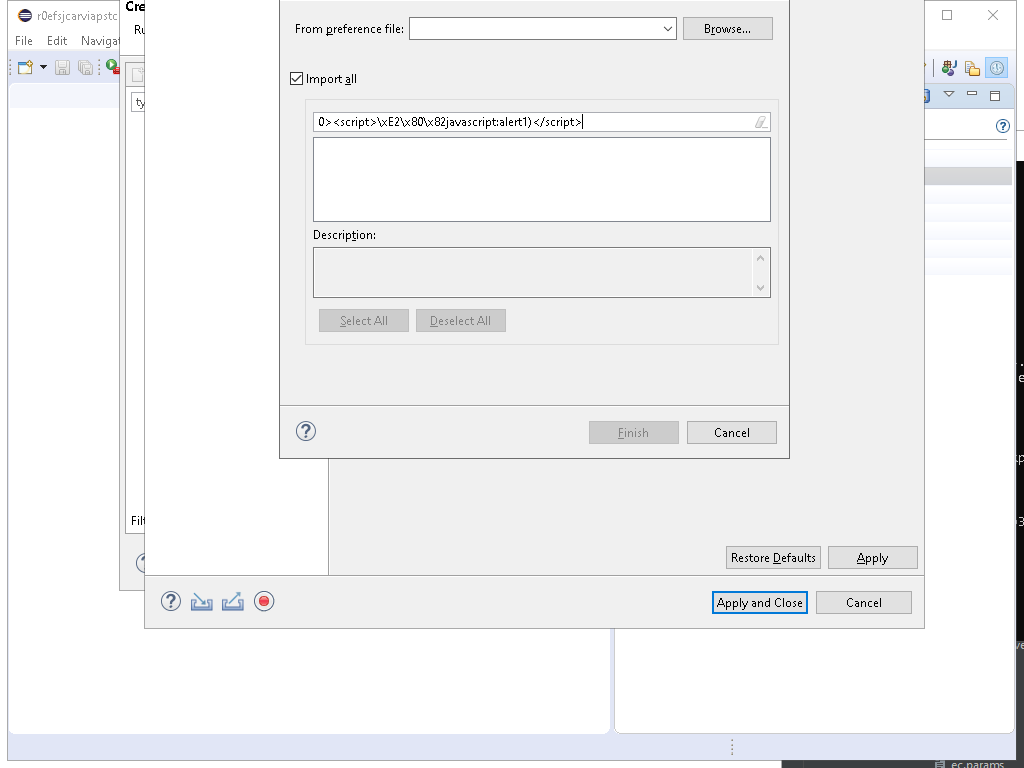 r0efsjcarviapstc
Cre
File Edit Naviga
Ru
ty
Filt
From preference file:
Browse...
Import all
0><script>\xE2\x80\x82javascript:alert1)</script>
Description:
Select All Deselect All
Finish Cancel
Restore Defaults Apply
Apply and Close Cancel
ec.params